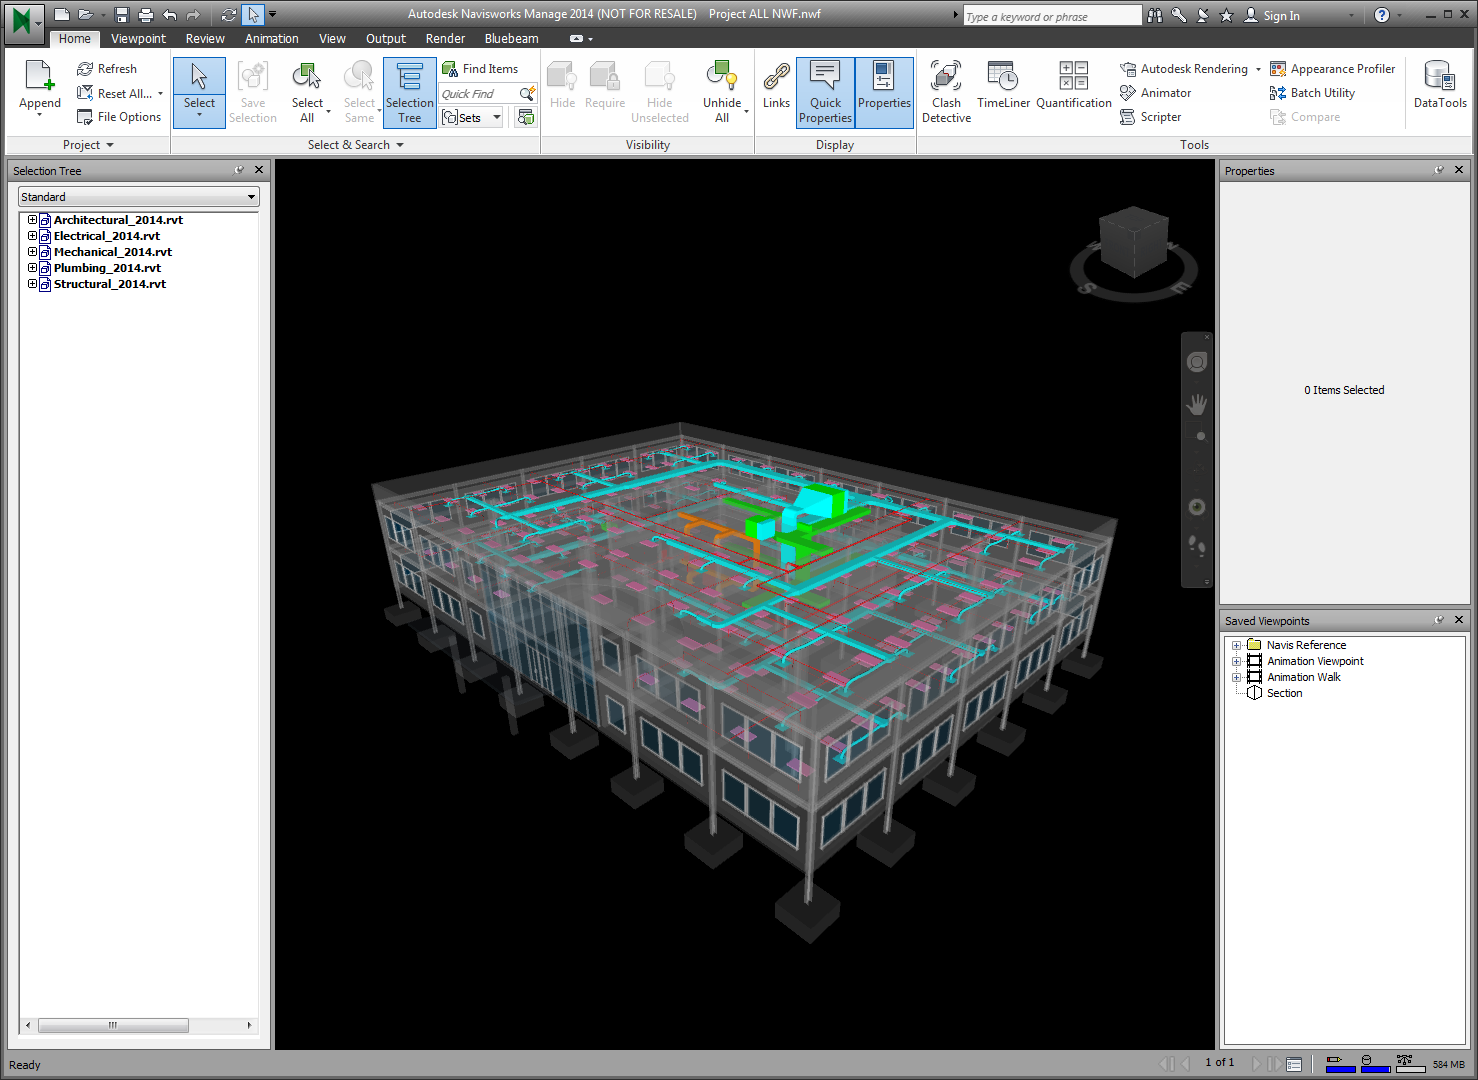 Autodesk Navisworks Manage 2014 (NOT FOR RESALE) Project ALL NWF.nwf
Type a keyword or phrase
Sign In
Home Viewpoint Review Animation View Output Render Bluebeam
Append
Refresh
Reset All...
File Options
Project
Select
Save Selection
Select All
Select Same
Selection Tree
Find Items
Quick Find
Sets
Select & Search
Hide
Require
Hide Unselected
Unhide All
Visibility
Links
Quick Properties
Properties
Display
Clash Detective
TimeLiner
Quantification
Autodesk Rendering
Animator
Scripter
Appearance Profiler
Batch Utility
Compare
DataTools
Tools
Selection Tree
Standard
Architectural_2014.rvt
Electrical_2014.rvt
Mechanical_2014.rvt
Plumbing_2014.rvt
Structural_2014.rvt
W N
S E
Properties
0 Items Selected
Saved Viewpoints
Navis Reference
Animation Viewpoint
Animation Walk
Section
Ready
1 of 1
584 MB